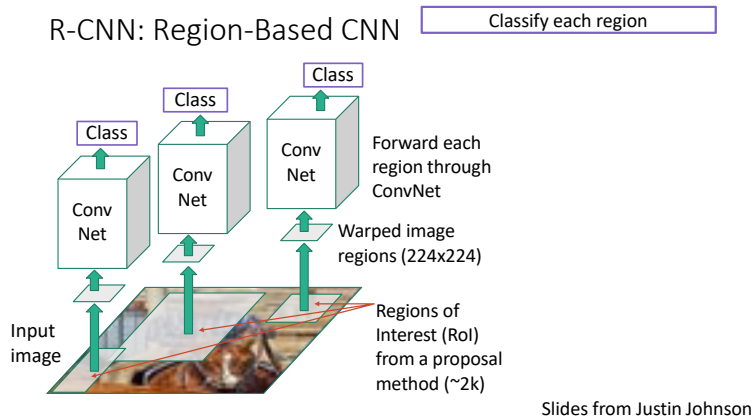 R-CNN: Region-Based CNN
Classify each region
Class
Class
Class
Conv
Net
Conv
Net
Conv
Net
Forward each
region through
ConvNet
Warped image
regions (224x224)
Input
image
Regions of
Interest (RoI)
from a proposal
method (~2k)
Slides from Justin Johnson